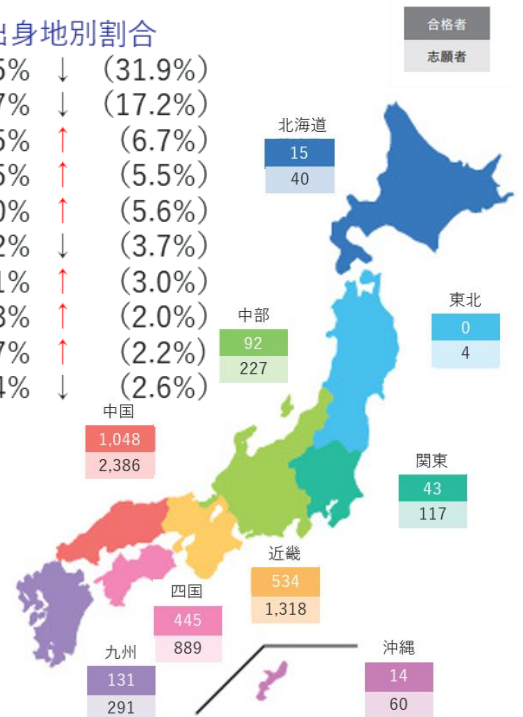 出身地別割合
5% ↓ (31.9%)
7% ↓ (17.2%)
5% ↑ (6.7%)
5% ↑ (5.5%)
0% ↑ (5.6%)
2% ↓ (3.7%)
1% ↑ (3.0%)
3% ↑ (2.0%)
7% ↑ (2.2%)
4% ↓ (2.6%)
合格者
志願者
北海道
15
40
東北
0
4
中部
92
227
中国
1,048
2,386
関東
43
117
近畿
534
1,318
四国
445
889
九州
131
291
沖縄
14
60